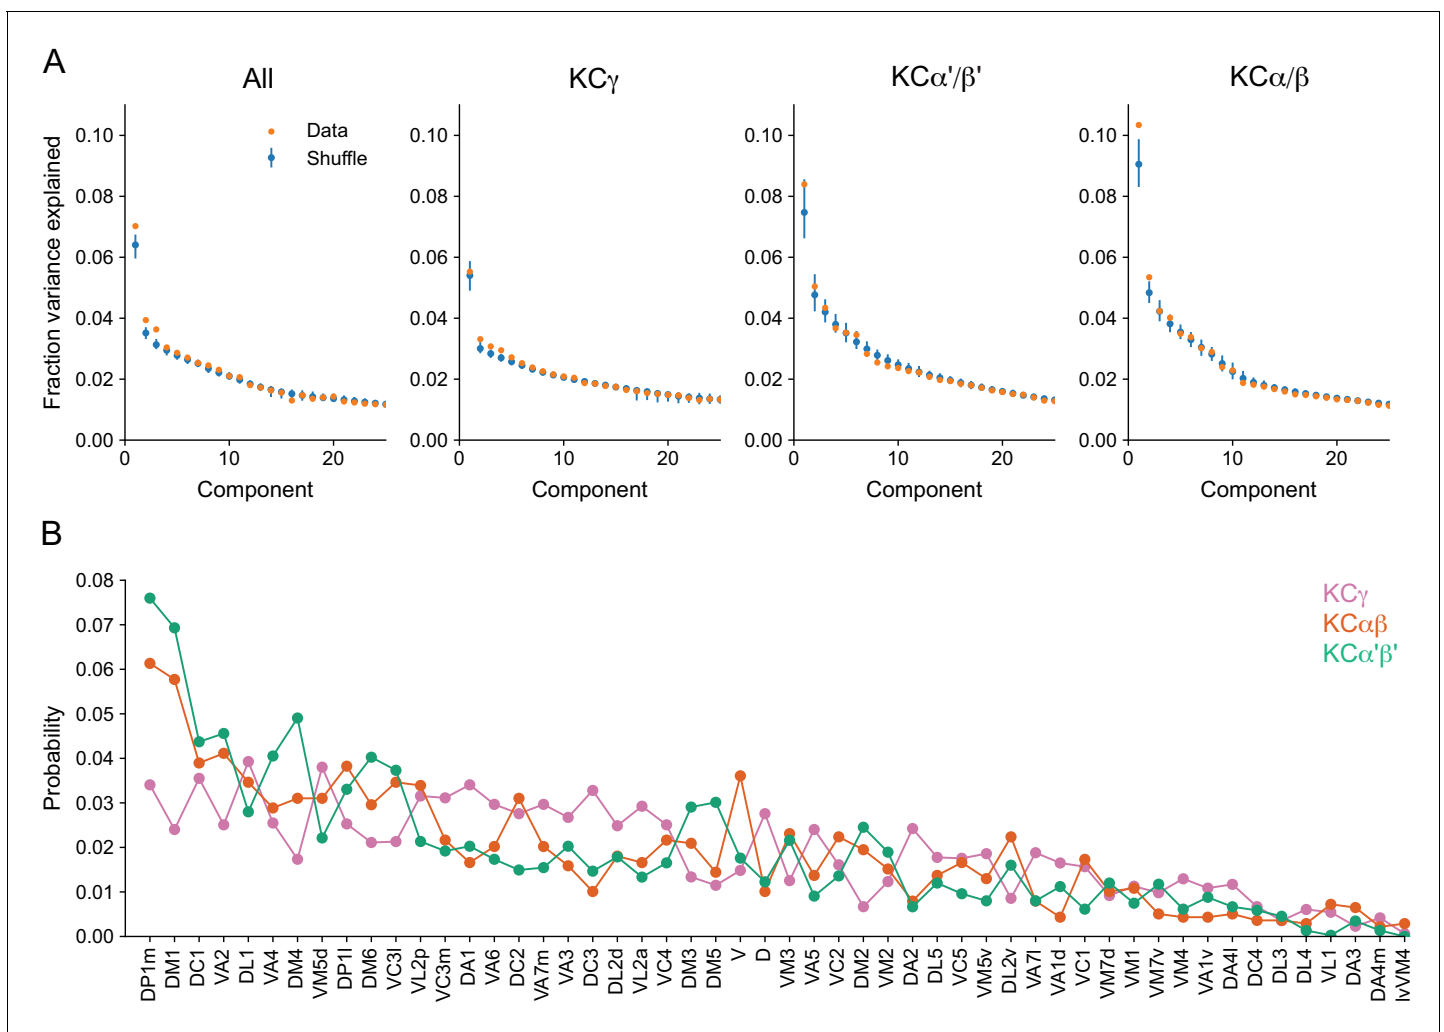 A
All
KCγ
KCα'/β'
KCα/β
Data
Shuffle
Fraction variance explained
0.10
0.08
0.06
0.04
0.02
0.00
0 10 20
Component
0.10
0.08
0.06
0.04
0.02
0.00
0 10 20
Component
0.10
0.08
0.06
0.04
0.02
0.00
0 10 20
Component
0.10
0.08
0.06
0.04
0.02
0.00
0 10 20
Component
B
KCγ
KCαβ
KCα'β'
Probability
0.08
0.07
0.06
0.05
0.04
0.03
0.02
0.01
0.00
DP1m
DM1
DC1
VA2
DL1
VA4
DM4
VM5d
DP1l
DM6
VC3l
VL2p
VC3m
DA1
VA6
DC2
VA7m
VA3
DC3
DL2d
VL2a
VC4
DM3
DM5
V
D
VM3
VA5
VC2
DM2
VM2
DA2
DL5
VC5
VM5v
DL2v
VA7l
VA1d
VC1
VM7d
VM1
VM7v
VM4
VA1v
DA4l
DC4
DL3
DL4
VL1
DA3
DA4m
lvVM4